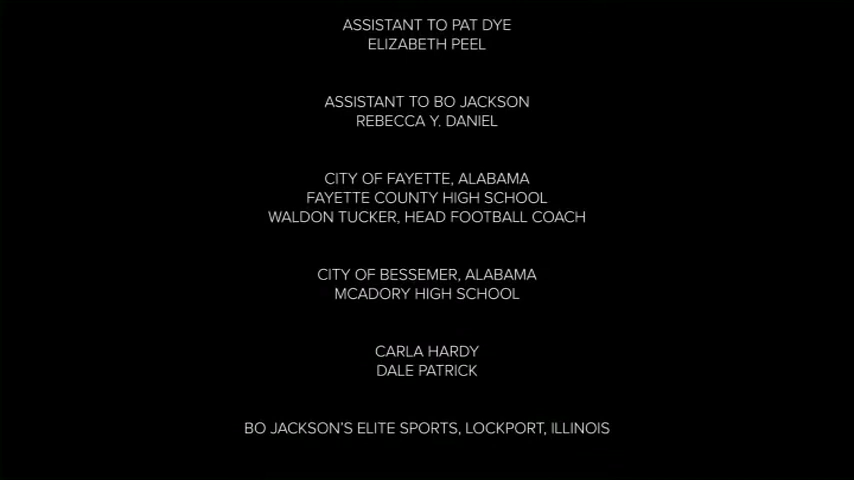 ASSISTANT TO PAT DYE
ELIZABETH PEEL
ASSISTANT TO BO JACKSON
REBECCA Y. DANIEL
CITY OF FAYETTE, ALABAMA
FAYETTE COUNTY HIGH SCHOOL
WALDON TUCKER, HEAD FOOTBALL COACH
CITY OF BESSEMER, ALABAMA
MCADORY HIGH SCHOOL
CARLA HARDY
DALE PATRICK
BO JACKSON'S ELITE SPORTS, LOCKPORT, ILLINOIS